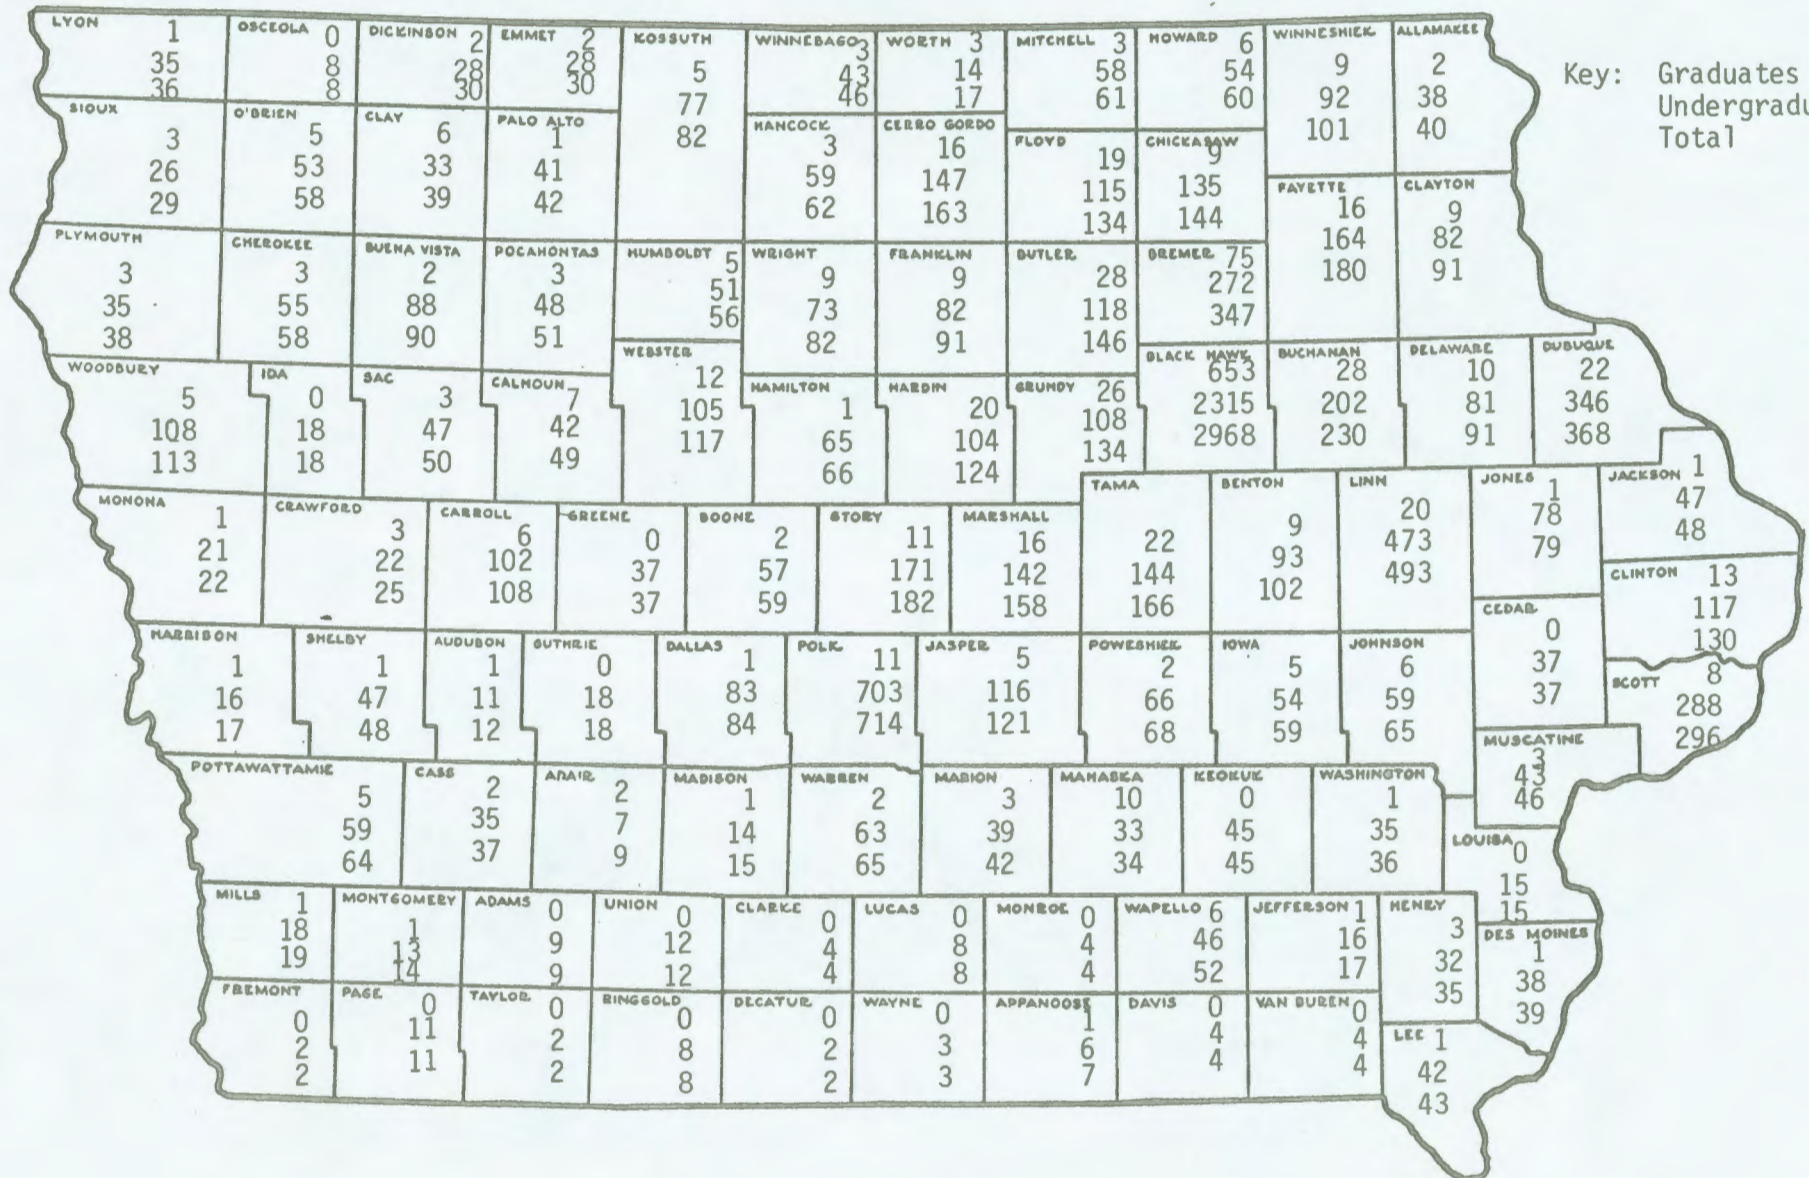 Key: Graduates
Undergradu
Total
LYON 1
35
36
OSCEOLA 0
8
8
DICKINSON 2
28
30
EMMET 2
28
30
KOSSUTH
5
77
82
WINNEBAGO 3
43
46
WORTH 3
14
17
MITCHELL 3
58
61
HOWARD 6
54
60
WINNESHIEK
9
92
101
ALLAMAKEE
2
38
40
SIOUX
3
26
29
O'BRIEN
5
53
58
CLAY
6
33
39
PALO ALTO
1
41
42
HANCOCK
3
59
62
CERRO GORDO
16
147
163
FLOYD
19
115
134
CHICKASAW
9
135
144
FAYETTE
16
164
180
CLAYTON
9
82
91
PLYMOUTH
3
35
38
CHEROKEE
3
55
58
BUENA VISTA
2
88
90
POCAHONTAS
3
48
51
HUMBOLDT 5
51
56
WRIGHT
9
73
82
FRANKLIN
9
82
91
BUTLER
28
118
146
BREMER 75
272
347
WOODBURY
5
108
113
IDA
0
18
18
SAC
3
47
50
CALHOUN 7
42
49
WEBSTER
12
105
117
HAMILTON
1
65
66
HARDIN
20
104
124
GRUNDY 26
108
134
BLACK HAWK
653
2315
2968
BUCHANAN
28
202
230
DELAWARE
10
81
91
DUBUQUE
22
346
368
MONONA
1
21
22
CRAWFORD
3
22
25
CARROLL
6
102
108
GREENE
0
37
37
BOONE
2
57
59
STORY
11
171
182
MARSHALL
16
142
158
TAMA
22
144
166
BENTON
9
93
102
LINN
20
473
493
JONES 1
78
79
JACKSON 1
47
48
CLINTON 13
117
130
CEDAR
0
37
37
HARRISON
1
16
17
SHELBY
1
47
48
AUDUBON
1
11
12
GUTHRIE
0
18
18
DALLAS 1
83
84
POLK 11
703
714
JASPER 5
116
121
POWESHIEK
2
66
68
IOWA
5
54
59
JOHNSON
6
59
65
SCOTT 8
288
296
MUSCATINE
3
43
46
POTTAWATTAMIE
5
59
64
CASS
2
35
37
ADAIR
2
7
9
MADISON
1
14
15
WARREN
2
63
65
MARION
3
39
42
MAHASKA
10
33
34
KEOKUK
0
45
45
WASHINGTON
1
35
36
LOUISA 0
15
15
MILLS 1
18
19
MONTGOMERY
1
13
14
ADAMS 0
9
9
UNION
0
12
12
CLARKE
0
4
4
LUCAS 0
8
8
MONROE 0
4
4
WAPELLO 6
46
52
JEFFERSON 1
16
17
HENRY
3
32
35
DES MOINES
1
38
39
FREMONT
0
2
2
PAGE 0
11
11
TAYLOR 0
2
2
RINGGOLD
0
8
8
DECATUR
0
2
2
WAYNE 0
3
3
APPANOOSE
1
6
7
DAVIS 0
4
4
VAN BUREN 0
4
4
LEE 1
42
43